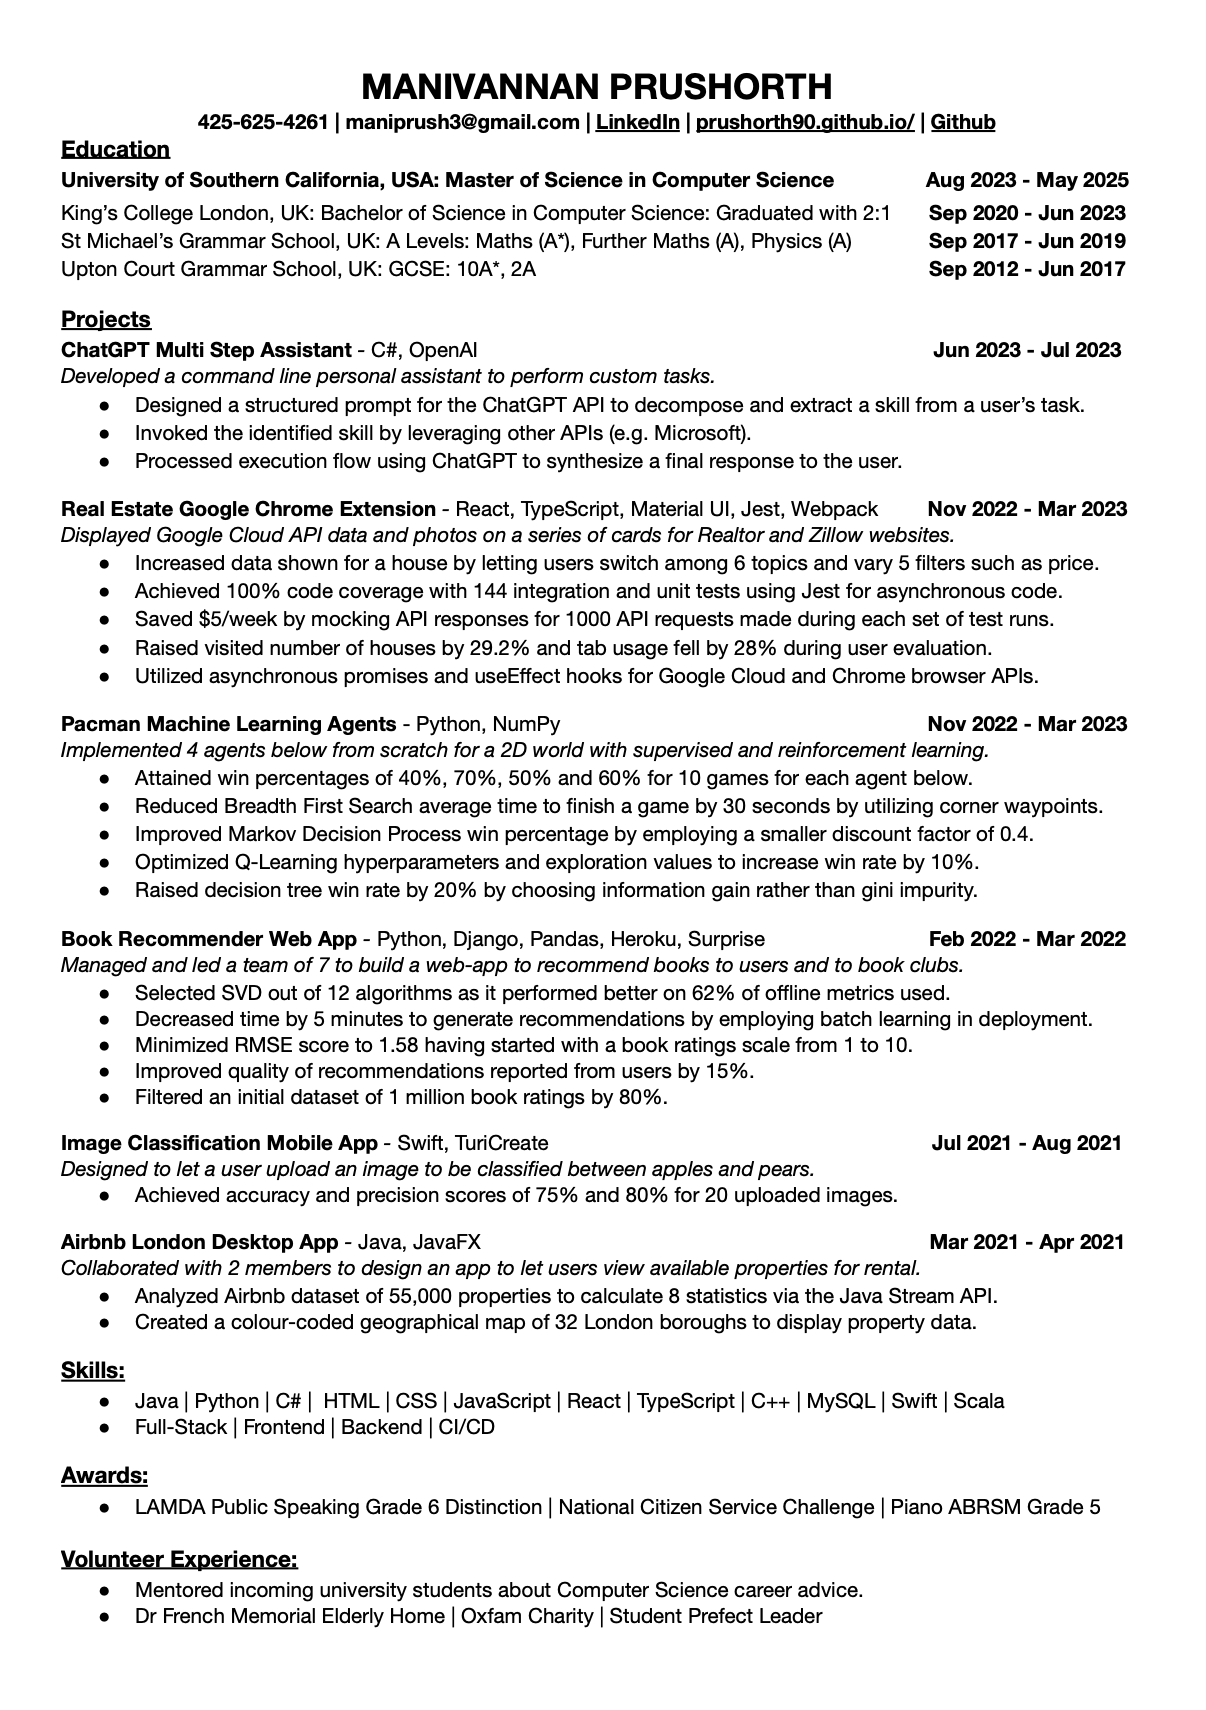 MANIVANNAN PRUSHORTH
425-625-4261 | maniprush3@gmail.com | LinkedIn | prushorth90.github.io/ | Github
Education
University of Southern California, USA: Master of Science in Computer Science Aug 2023 - May 2025
King's College London, UK: Bachelor of Science in Computer Science: Graduated with 2:1 Sep 2020 - Jun 2023
St Michael's Grammar School, UK: A Levels: Maths (A*), Further Maths (A), Physics (A) Sep 2017 - Jun 2019
Upton Court Grammar School, UK: GCSE: 10A*, 2A Sep 2012 - Jun 2017
Projects
ChatGPT Multi Step Assistant - C#, OpenAI Jun 2023 - Jul 2023
Developed a command line personal assistant to perform custom tasks.
● Designed a structured prompt for the ChatGPT API to decompose and extract a skill from a user's task.
● Invoked the identified skill by leveraging other APIs (e.g. Microsoft).
● Processed execution flow using ChatGPT to synthesize a final response to the user.
Real Estate Google Chrome Extension - React, TypeScript, Material UI, Jest, Webpack Nov 2022 - Mar 2023
Displayed Google Cloud API data and photos on a series of cards for Realtor and Zillow websites.
● Increased data shown for a house by letting users switch among 6 topics and vary 5 filters such as price.
● Achieved 100% code coverage with 144 integration and unit tests using Jest for asynchronous code.
● Saved $5/week by mocking API responses for 1000 API requests made during each set of test runs.
● Raised visited number of houses by 29.2% and tab usage fell by 28% during user evaluation.
● Utilized asynchronous promises and useEffect hooks for Google Cloud and Chrome browser APIs.
Pacman Machine Learning Agents - Python, NumPy Nov 2022 - Mar 2023
Implemented 4 agents below from scratch for a 2D world with supervised and reinforcement learning.
● Attained win percentages of 40%, 70%, 50% and 60% for 10 games for each agent below.
● Reduced Breadth First Search average time to finish a game by 30 seconds by utilizing corner waypoints.
● Improved Markov Decision Process win percentage by employing a smaller discount factor of 0.4.
● Optimized Q-Learning hyperparameters and exploration values to increase win rate by 10%.
● Raised decision tree win rate by 20% by choosing information gain rather than gini impurity.
Book Recommender Web App - Python, Django, Pandas, Heroku, Surprise Feb 2022 - Mar 2022
Managed and led a team of 7 to build a web-app to recommend books to users and to book clubs.
● Selected SVD out of 12 algorithms as it performed better on 62% of offline metrics used.
● Decreased time by 5 minutes to generate recommendations by employing batch learning in deployment.
● Minimized RMSE score to 1.58 having started with a book ratings scale from 1 to 10.
● Improved quality of recommendations reported from users by 15%.
● Filtered an initial dataset of 1 million book ratings by 80%.
Image Classification Mobile App - Swift, TuriCreate Jul 2021 - Aug 2021
Designed to let a user upload an image to be classified between apples and pears.
● Achieved accuracy and precision scores of 75% and 80% for 20 uploaded images.
Airbnb London Desktop App - Java, JavaFX Mar 2021 - Apr 2021
Collaborated with 2 members to design an app to let users view available properties for rental.
● Analyzed Airbnb dataset of 55,000 properties to calculate 8 statistics via the Java Stream API.
● Created a colour-coded geographical map of 32 London boroughs to display property data.
Skills:
● Java | Python | C# | HTML | CSS | JavaScript | React | TypeScript | C++ | MySQL | Swift | Scala
● Full-Stack | Frontend | Backend | CI/CD
Awards:
● LAMDA Public Speaking Grade 6 Distinction | National Citizen Service Challenge | Piano ABRSM Grade 5
Volunteer Experience:
● Mentored incoming university students about Computer Science career advice.
● Dr French Memorial Elderly Home | Oxfam Charity | Student Prefect Leader